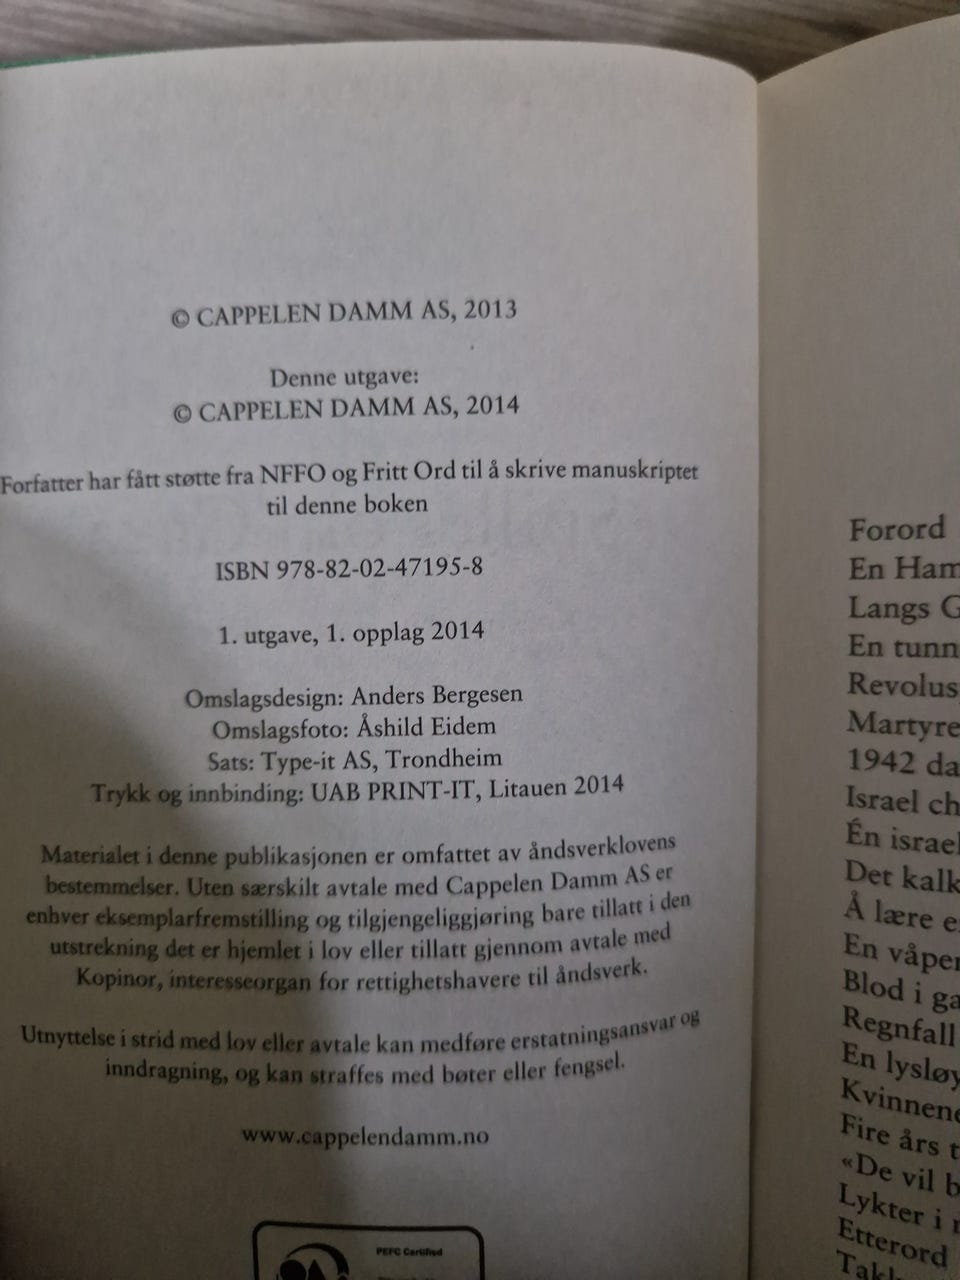 © CAPPELEN DAMM AS, 2013
Denne utgave:
© CAPPELEN DAMM AS, 2014
Forfatter har fått støtte fra NFFO og Fritt Ord til å skrive manuskriptet
til denne boken
ISBN 978-82-02-47195-8
1. utgave, 1. opplag 2014
Omslagsdesign: Anders Bergesen
Omslagsfoto: Åshild Eidem
Sats: Type-it AS, Trondheim
Trykk og innbinding: UAB PRINT-IT, Litauen 2014
Materialet i denne publikasjonen er omfattet av åndsverklovens
bestemmelser. Uten særskilt avtale med Cappelen Damm AS er
enhver eksemplarfremstilling og tilgjengeliggjøring bare tillatt i den
utstrekning det er hjemlet i lov eller tillatt gjennom avtale med
Kopinor, interesseorgan for rettighetshavere til åndsverk.
Utnyttelse i strid med lov eller avtale kan medføre erstatningsansvar og
inndragning, og kan straffes med bøter eller fengsel.
www.cappelendamm.no
PEFC Certified
Forord
En Ham
Langs G
En tunn
Revolus
Martyre
1942 da
Israel ch
Én israel
Det kalk
Å lære e
En våpen
Blod i ga
Regnfall
En lysløy
Kvinnene
Fire års t
«De vil b
Lykter i
Etterord